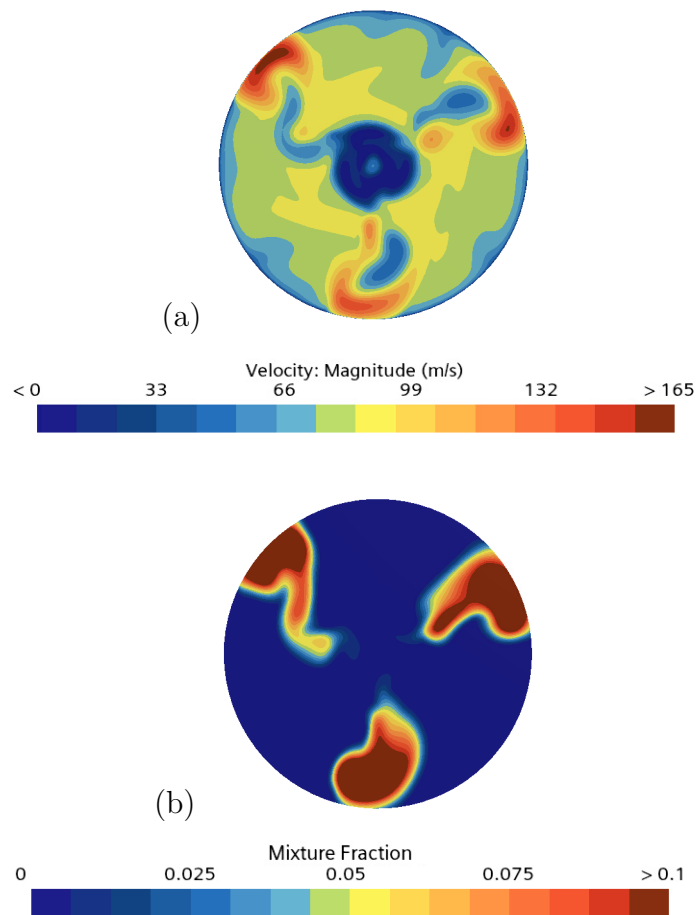 (a)
Velocity: Magnitude (m/s)
< 0 33 66 99 132 > 165
(b)
Mixture Fraction
0 0.025 0.05 0.075 > 0.1